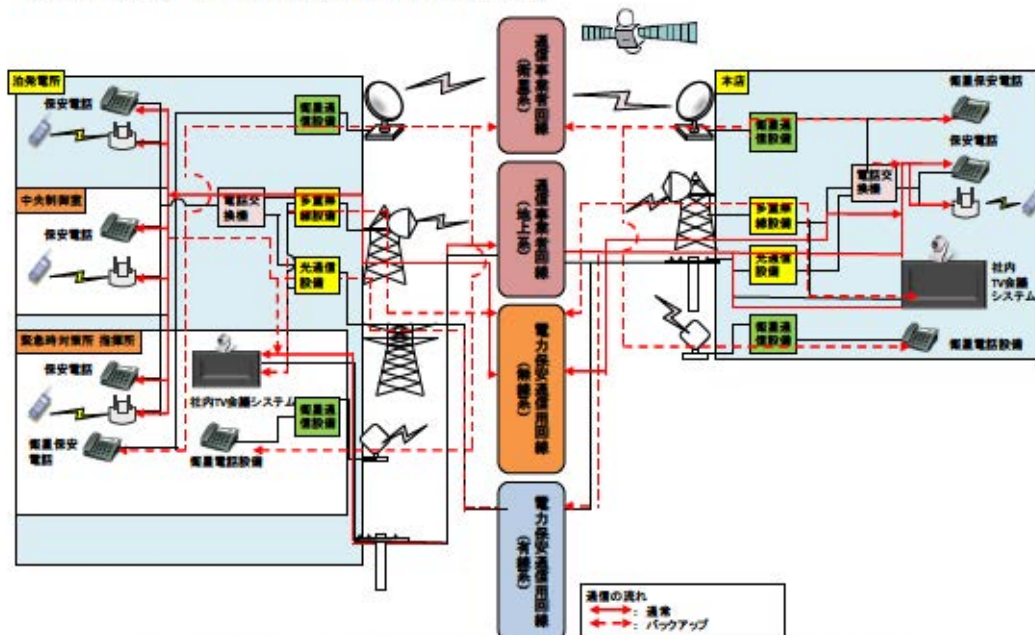 泊発電所
保安電話
衛星通
信設備
中央制御室
電話交
換機
多重無
線設備
保安電話
光通信
設備
緊急時対策所 指揮所
保安電話
社内TV会議システム
衛星通
信設備
衛星保安
電話
衛星電話設備
通信事業者回線
(衛星系)
通信事業者回線
(地上系)
電力保安通信用回線
(無線系)
電力保安通信用回線
(有線系)
本店
衛星保安電話
衛星通
信設備
保安電話
電話交
換機
多重無
線設備
光通信
設備
社内
TV会議
システム
衛星通
信設備
衛星電話設備
通信の流れ
: 通常
: バックアップ